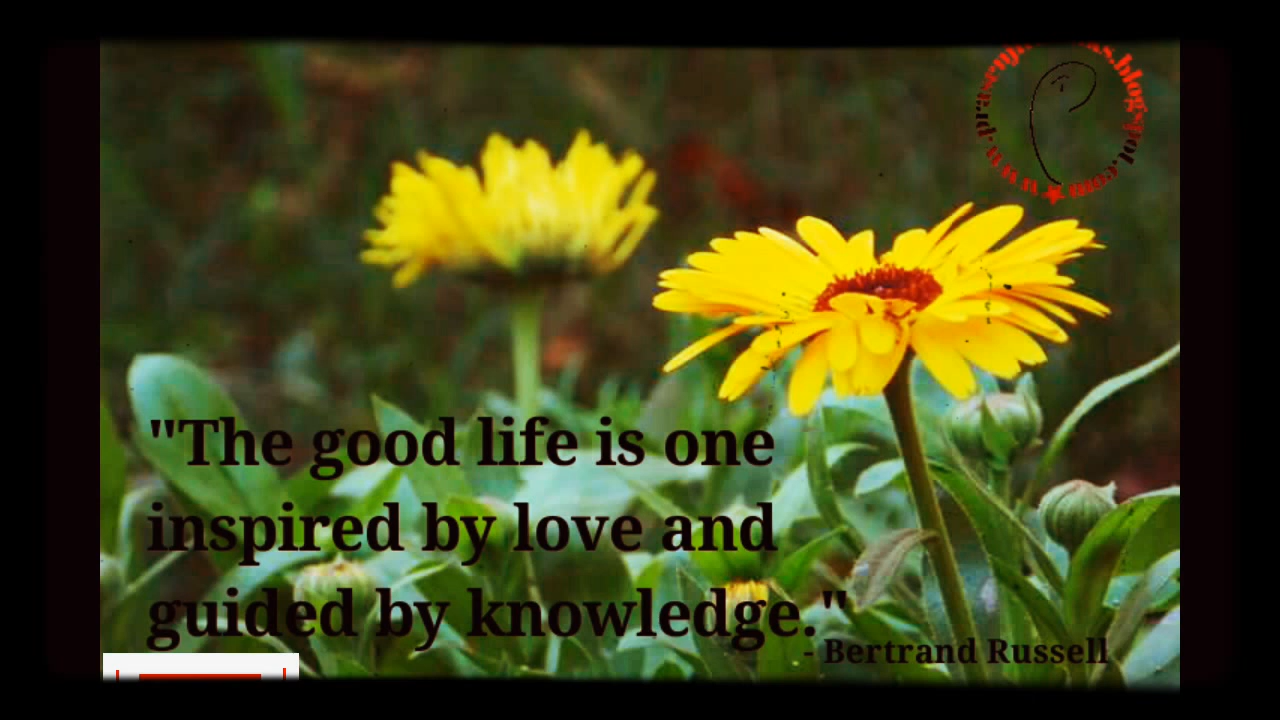 "The good life is one
inspired by love and
guided by knowledge."
- Bertrand Russell